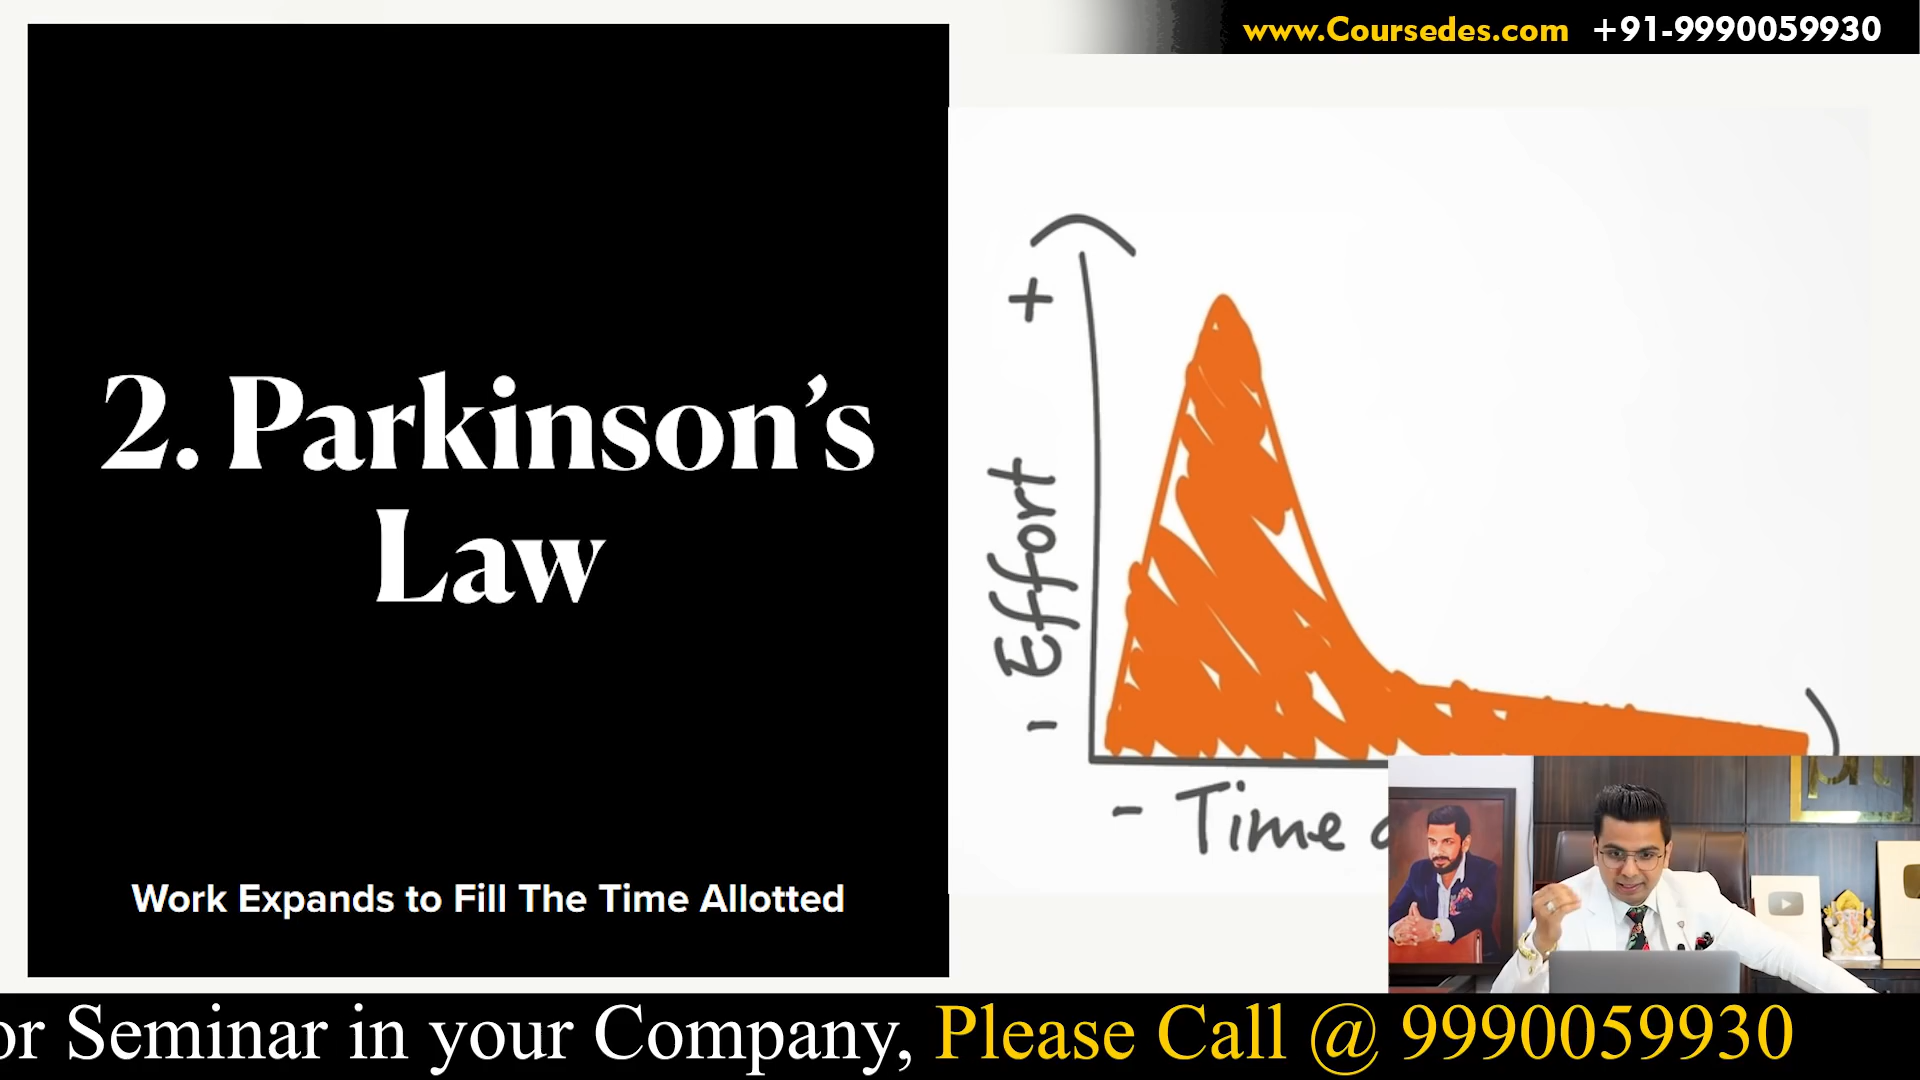 www.Coursedes.com +91-9990059930
2. Parkinson’s
Law
Work Expands to Fill The Time Allotted
+
Effort
-
- Time
or Seminar in your Company, Please Call @ 9990059930